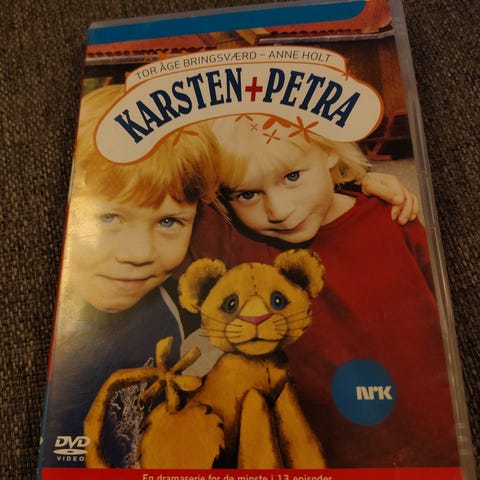 TOR ÅGE BRINGSVÆRD – ANNE HOLT
KARSTEN+PETRA
NRK
DVD
VIDEO
En dramaserie for de minste i 13 episoder